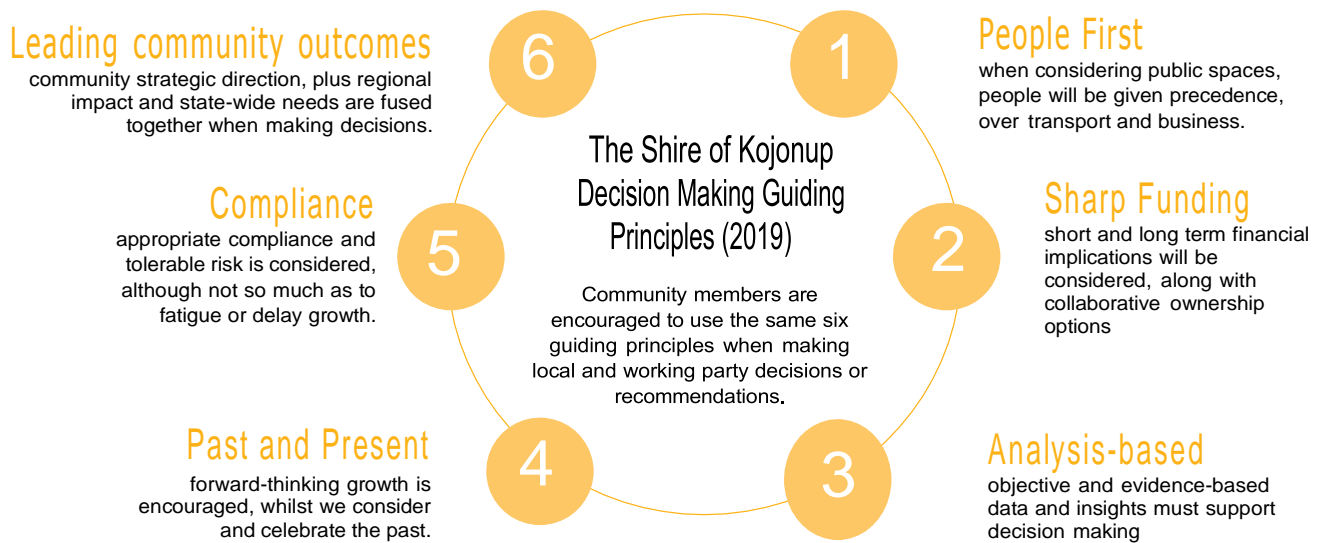 The Shire of Kojonup
Decision Making Guiding
Principles (2019)
Community members are
encouraged to use the same six
guiding principles when making
local and working party decisions or
recommendations.
1
People First
when considering public spaces,
people will be given precedence,
over transport and business.
2
Sharp Funding
short and long term financial
implications will be
considered, along with
collaborative ownership
options
3
Analysis-based
objective and evidence-based
data and insights must support
decision making
4
Past and Present
forward-thinking growth is
encouraged, whilst we consider
and celebrate the past.
5
Compliance
appropriate compliance and
tolerable risk is considered,
although not so much as to
fatigue or delay growth.
6
Leading community outcomes
community strategic direction, plus regional
impact and state-wide needs are fused
together when making decisions.